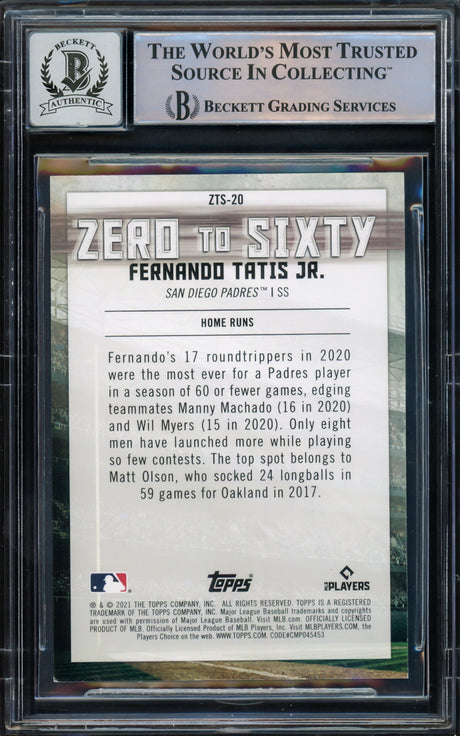 BECKETT
B
AUTHENTIC
THE WORLD'S MOST TRUSTED
SOURCE IN COLLECTING™
B BECKETT GRADING SERVICES
ZTS-20
ZERO TO SIXTY
FERNANDO TATIS JR.
SAN DIEGO PADRES™ | SS
HOME RUNS
Fernando's 17 roundtrippers in 2020
were the most ever for a Padres player
in a season of 60 or fewer games, edging
teammates Manny Machado (16 in 2020)
and Wil Myers (15 in 2020). Only eight
men have launched more while playing
so few contests. The top spot belongs to
Matt Olson, who socked 24 longballs in
59 games for Oakland in 2017.
topps
MLB PLAYERS
® & © 2021 THE TOPPS COMPANY, INC. ALL RIGHTS RESERVED. TOPPS IS A REGISTERED
TRADEMARK OF THE TOPPS COMPANY, INC. Major League Baseball trademarks and copyrights
are used with permission of Major League Baseball. Visit MLB.com. OFFICIALLY LICENSED
PRODUCT OF MLB Players, Inc. Visit MLBPLAYERS.com, the
Players Choice on the web. WWW.TOPPS.COM. CODE#CMP045453